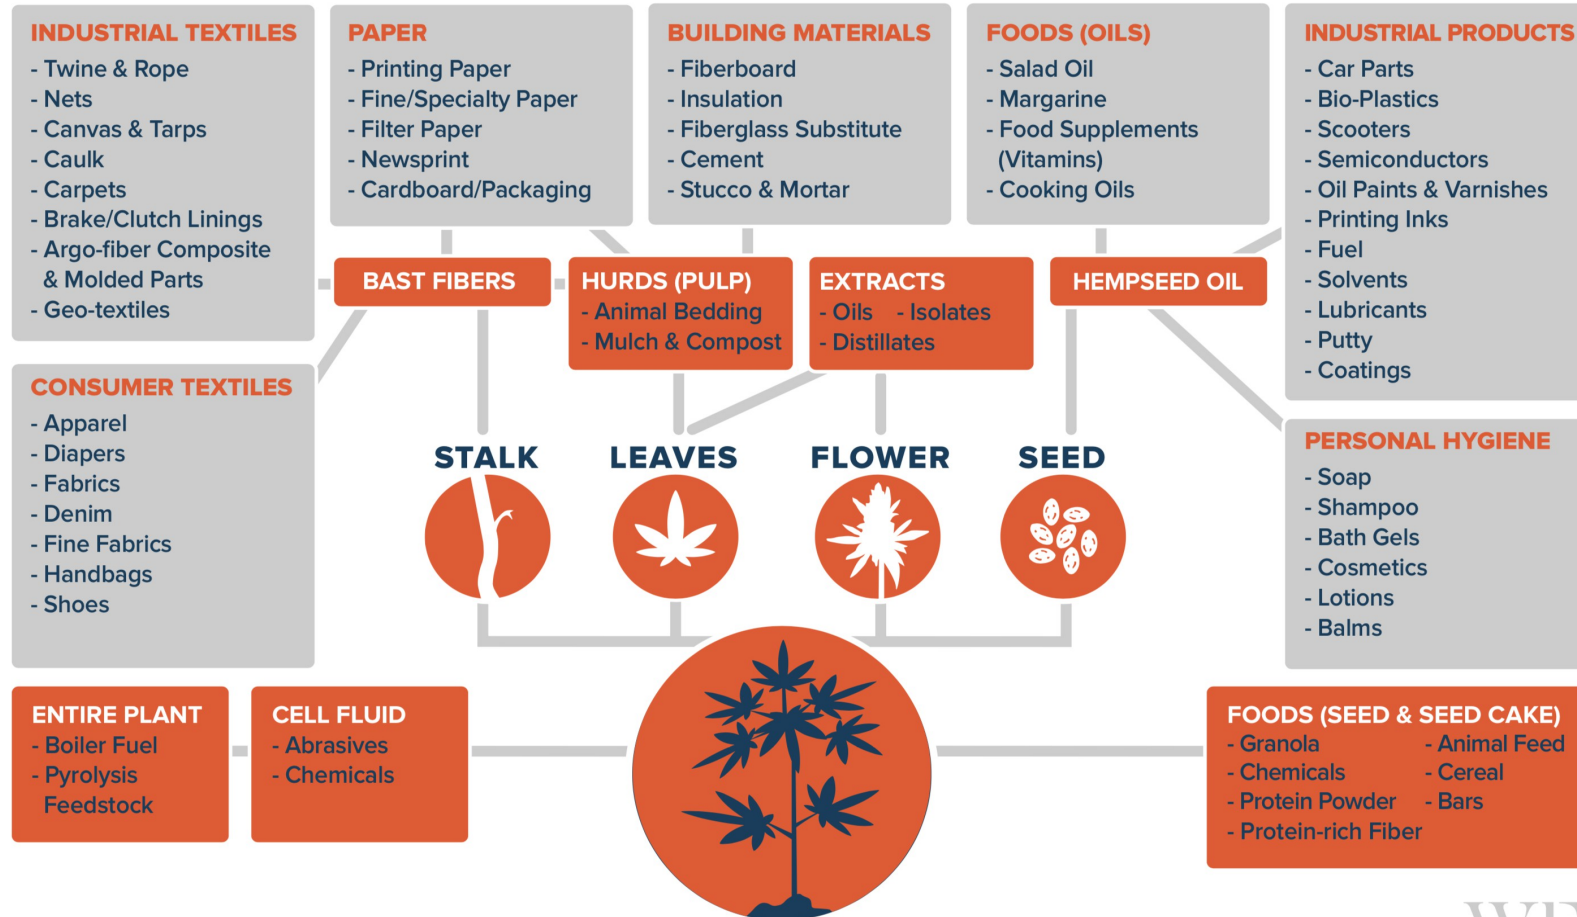 INDUSTRIAL TEXTILES
- Twine & Rope
- Nets
- Canvas & Tarps
- Caulk
- Carpets
- Brake/Clutch Linings
- Argo-fiber Composite
& Molded Parts
- Geo-textiles
PAPER
- Printing Paper
- Fine/Specialty Paper
- Filter Paper
- Newsprint
- Cardboard/Packaging
BUILDING MATERIALS
- Fiberboard
- Insulation
- Fiberglass Substitute
- Cement
- Stucco & Mortar
FOODS (OILS)
- Salad Oil
- Margarine
- Food Supplements
(Vitamins)
- Cooking Oils
INDUSTRIAL PRODUCTS
- Car Parts
- Bio-Plastics
- Scooters
- Semiconductors
- Oil Paints & Varnishes
- Printing Inks
- Fuel
- Solvents
- Lubricants
- Putty
- Coatings
BAST FIBERS
HURDS (PULP)
- Animal Bedding
- Mulch & Compost
EXTRACTS
- Oils - Isolates
- Distillates
HEMPSEED OIL
CONSUMER TEXTILES
- Apparel
- Diapers
- Fabrics
- Denim
- Fine Fabrics
- Handbags
- Shoes
STALK
LEAVES
FLOWER
SEED
PERSONAL HYGIENE
- Soap
- Shampoo
- Bath Gels
- Cosmetics
- Lotions
- Balms
ENTIRE PLANT
- Boiler Fuel
- Pyrolysis
Feedstock
CELL FLUID
- Abrasives
- Chemicals
FOODS (SEED & SEED CAKE)
- Granola - Animal Feed
- Chemicals - Cereal
- Protein Powder - Bars
- Protein-rich Fiber